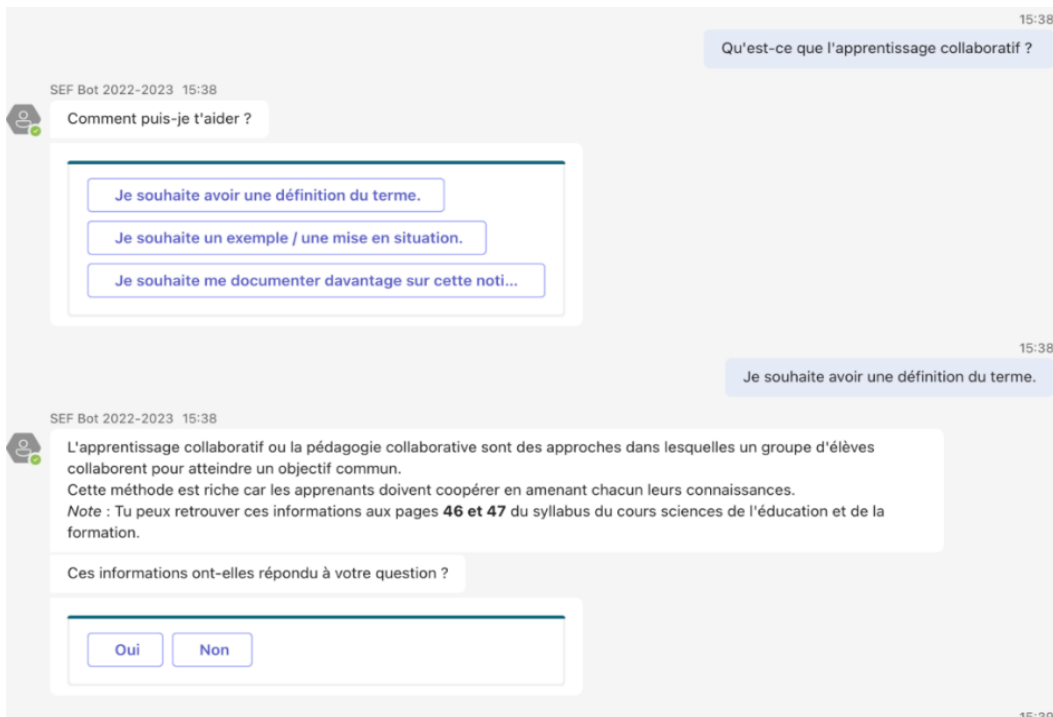 15:38
Qu'est-ce que l'apprentissage collaboratif ?
SEF Bot 2022-2023 15:38
Comment puis-je t'aider ?
Je souhaite avoir une définition du terme.
Je souhaite un exemple / une mise en situation.
Je souhaite me documenter davantage sur cette noti...
15:38
Je souhaite avoir une définition du terme.
SEF Bot 2022-2023 15:38
L'apprentissage collaboratif ou la pédagogie collaborative sont des approches dans lesquelles un groupe d'élèves
collaborent pour atteindre un objectif commun.
Cette méthode est riche car les apprenants doivent coopérer en amenant chacun leurs connaissances.
Note : Tu peux retrouver ces informations aux pages 46 et 47 du syllabus du cours sciences de l'éducation et de la
formation.
Ces informations ont-elles répondu à votre question ?
Oui Non
15:39